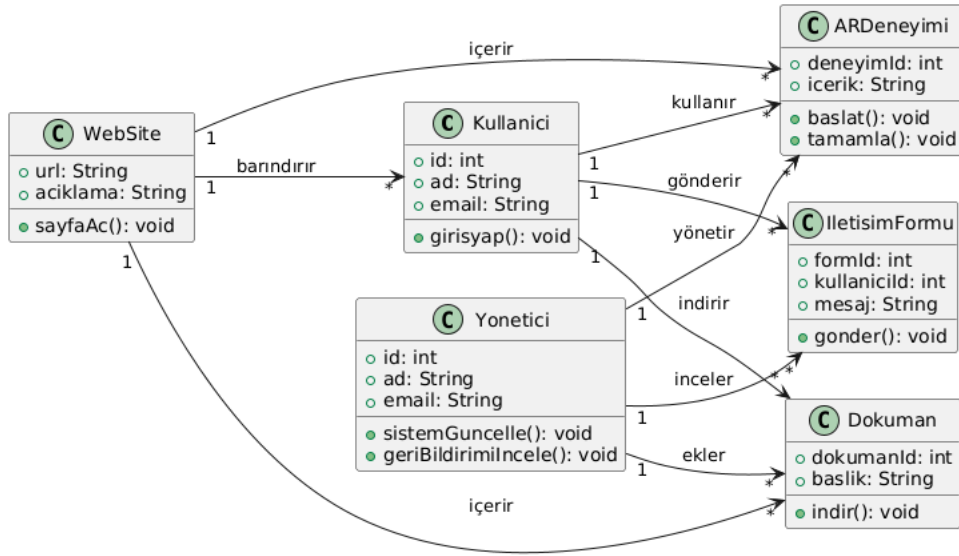 C WebSite
url: String
aciklama: String
sayfaAc(): void
C Kullanici
id: int
ad: String
email: String
girisyap(): void
C Yonetici
id: int
ad: String
email: String
sistemGuncelle(): void
geriBildirimiIncele(): void
C ARDeneyimi
deneyimId: int
icerik: String
baslat(): void
tamamla(): void
C IletisimFormu
formId: int
kullaniciId: int
mesaj: String
gonder(): void
C Dokuman
dokumanId: int
baslik: String
indir(): void
içerir
1
*
barındırır
1
*
içerir
1
*
kullanır
1
*
gönderir
1
*
indirir
1
*
yönetir
1
*
inceler
1
*
ekler
1
*